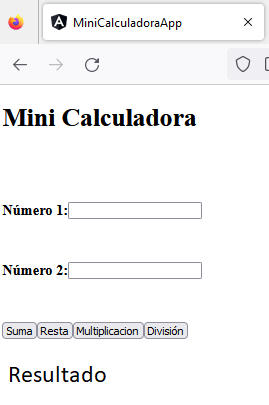 MiniCalculadoraApp
Mini Calculadora
Número 1:
Número 2:
Suma Resta Multiplicacion División
Resultado